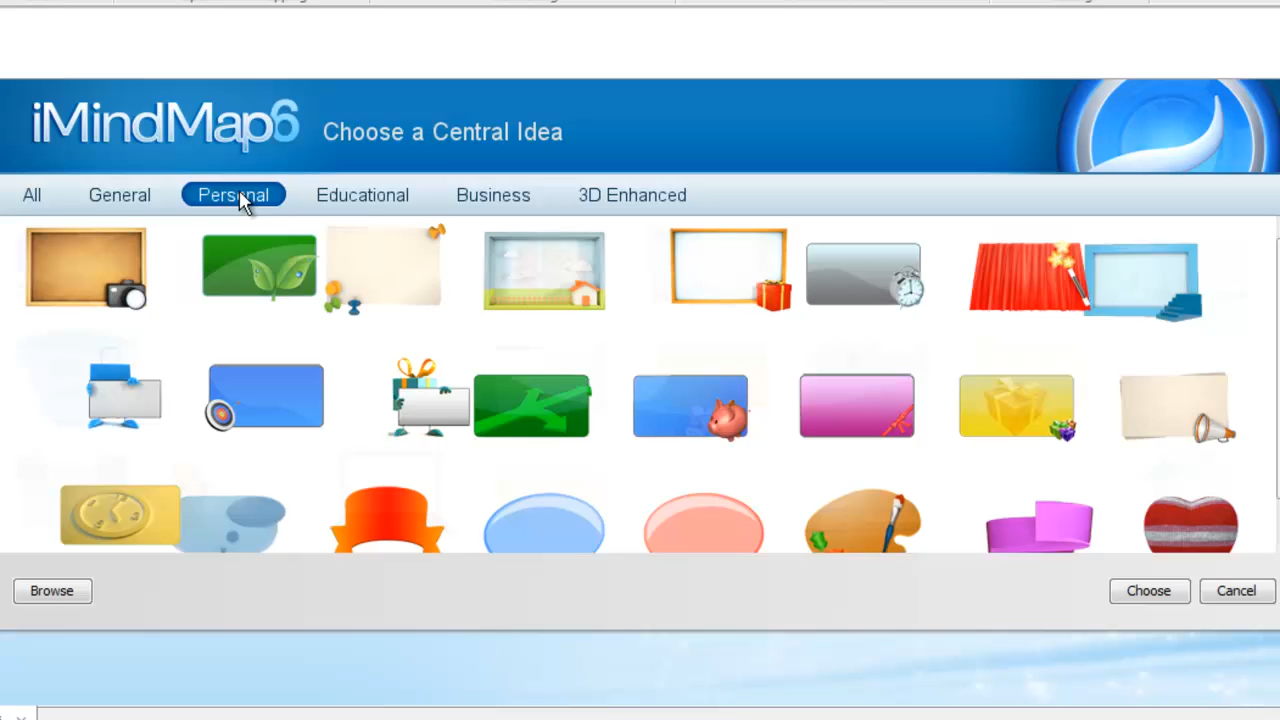 iMindMap6 Choose a Central Idea
All General Personal Educational Business 3D Enhanced
Browse Choose Cancel